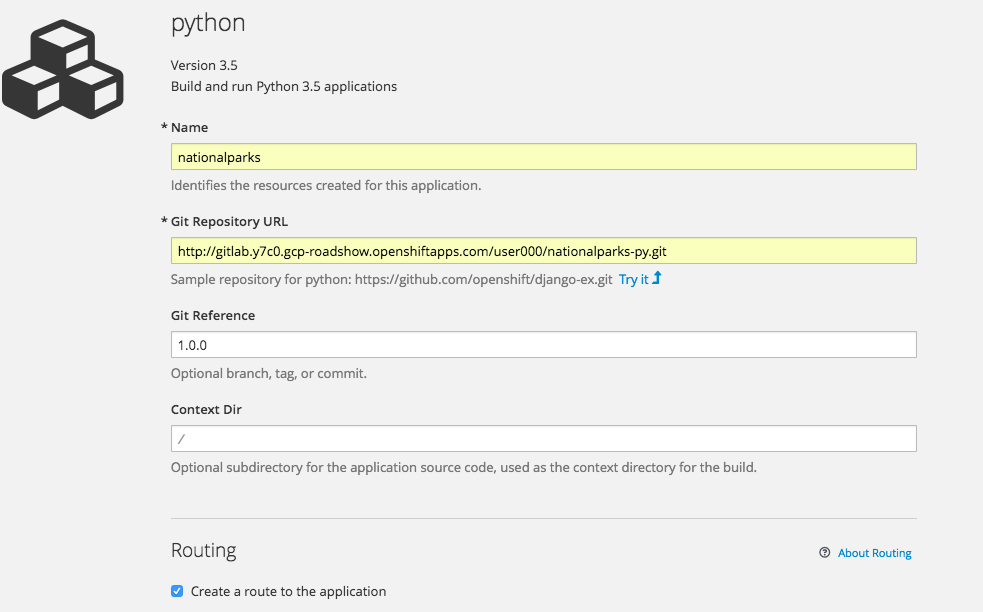 python
Version 3.5
Build and run Python 3.5 applications
* Name
nationalparks
Identifies the resources created for this application.
* Git Repository URL
http://gitlab.y7c0.gcp-roadshow.openshiftapps.com/user000/nationalparks-py.git
Sample repository for python: https://github.com/openshift/django-ex.git Try it
Git Reference
1.0.0
Optional branch, tag, or commit.
Context Dir
/
Optional subdirectory for the application source code, used as the context directory for the build.
Routing
About Routing
Create a route to the application